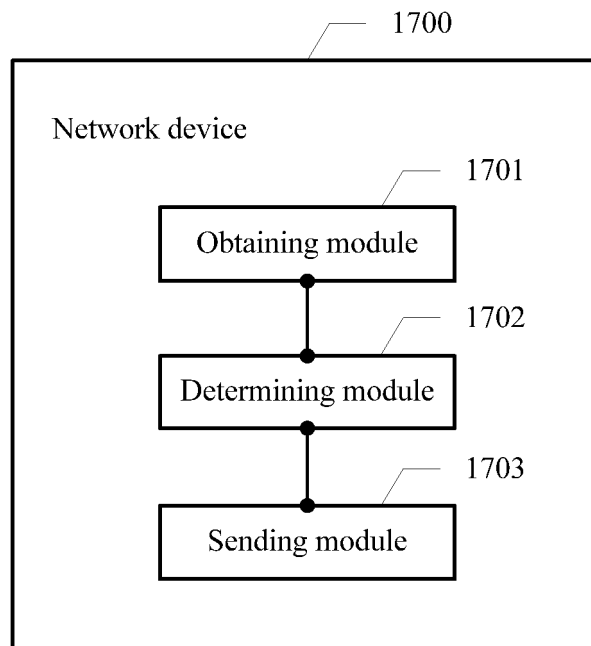 1700
Network device
1701
Obtaining module
1702
Determining module
1703
Sending module